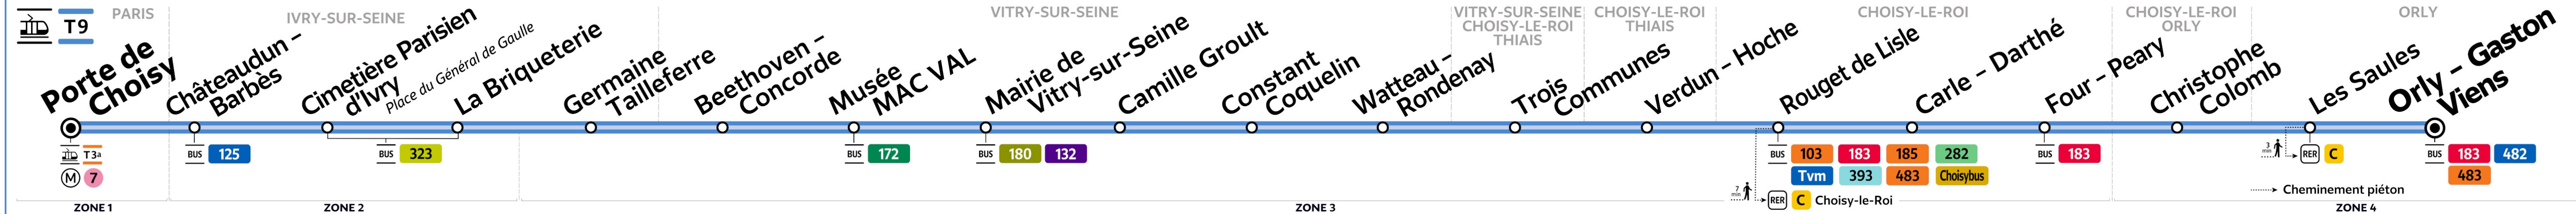 T9
PARIS
IVRY-SUR-SEINE
VITRY-SUR-SEINE
VITRY-SUR-SEINE
CHOISY-LE-ROI
THIAIS
CHOISY-LE-ROI
THIAIS
CHOISY-LE-ROI
CHOISY-LE-ROI
ORLY
ORLY
Porte de
Choisy
Châteaudun –
Barbès
Cimetière Parisien
d'Ivry
Place du Général de Gaulle
La Briqueterie
Germaine
Tailleferre
Beethoven –
Concorde
Musée
MAC VAL
Mairie de
Vitry-sur-Seine
Camille Groult
Constant
Coquelin
Watteau –
Rondenay
Trois
Communes
Verdun – Hoche
Rouget de Lisle
Carle – Darthé
Four – Peary
Christophe
Colomb
Les Saules
Orly – Gaston
Viens
T3a
M 7
BUS 125
BUS 323
BUS 172
BUS 180 132
BUS 103 183 185 282
Tvm 393 483 Choisybus
7
min
RER C Choisy-le-Roi
BUS 183
3
min
RER C
BUS 183 482
483
Cheminement piéton
ZONE 1
ZONE 2
ZONE 3
ZONE 4